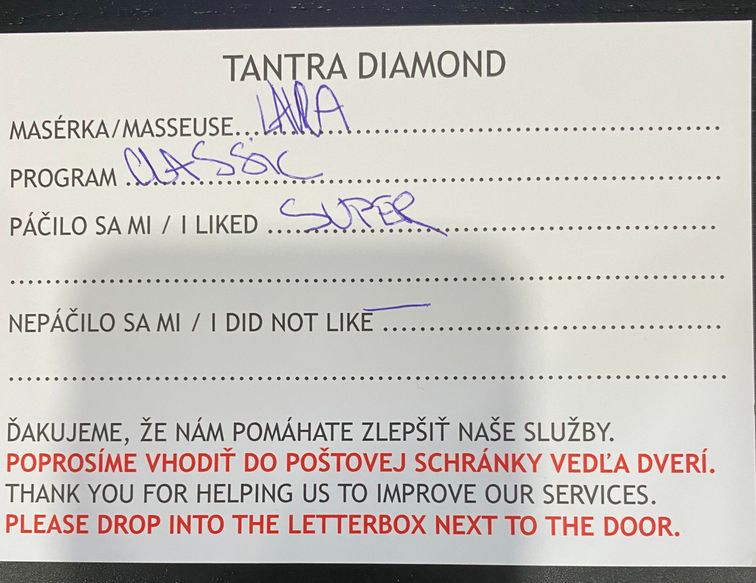 TANTRA DIAMOND
MASÉRKA/MASSEUSE... LAURA
PROGRAM ... CLASSIC
PÁČILO SA MI / I LIKED ... SUPER
NEPÁČILO SA MI / I DID NOT LIKE ... —
ĎAKUJEME, ŽE NÁM POMÁHATE ZLEPŠIŤ NAŠE SLUŽBY.
POPROSÍME VHODIŤ DO POŠTOVEJ SCHRÁNKY VEDĽA DVERÍ.
THANK YOU FOR HELPING US TO IMPROVE OUR SERVICES.
PLEASE DROP INTO THE LETTERBOX NEXT TO THE DOOR.